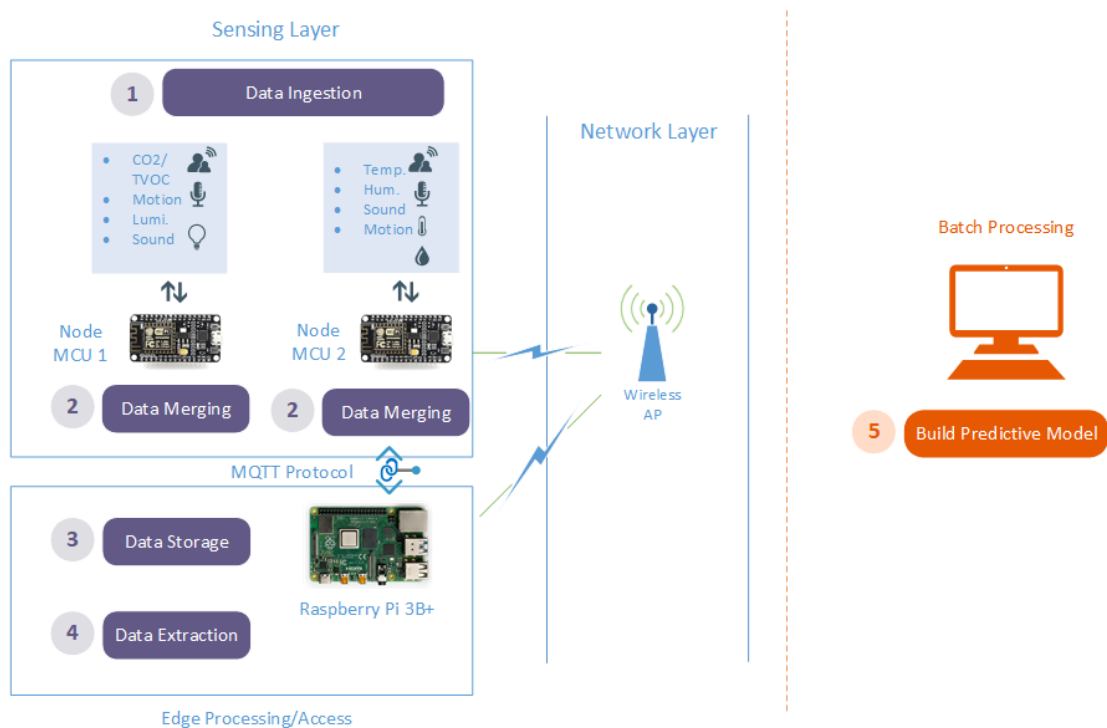 Sensing Layer
1
Data Ingestion
CO2/
TVOC
Motion
Lumi.
Sound
Temp.
Hum.
Sound
Motion
Node
MCU 1
Node
MCU 2
2
Data Merging
2
Data Merging
MQTT Protocol
3
Data Storage
4
Data Extraction
Raspberry Pi 3B+
Edge Processing/Access
Network Layer
Wireless
AP
Batch Processing
5
Build Predictive Model